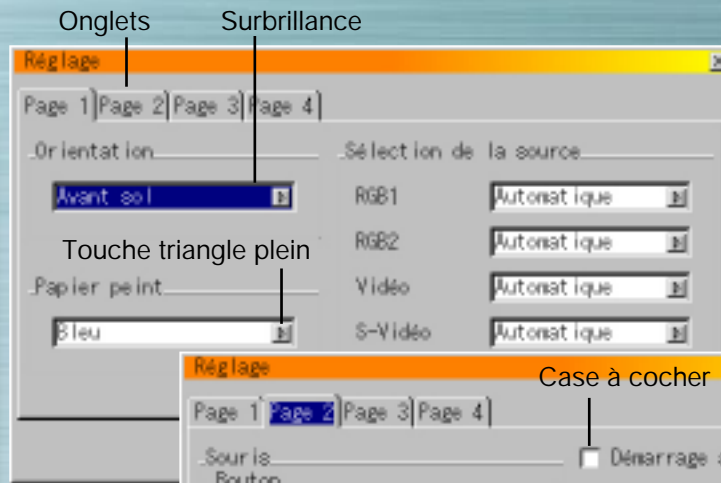 Onglets Surbrillance
Réglage
Page 1 Page 2 Page 3 Page 4
Orientation
Avant sol
Touche triangle plein
Papier peint
Bleu
Sélection de la source
RGB1 Automatique
RGB2 Automatique
Vidéo Automatique
S-Vidéo Automatique
Réglage
Case à cocher
Page 1 Page 2 Page 3 Page 4
Souris
Bouton
Démarrage